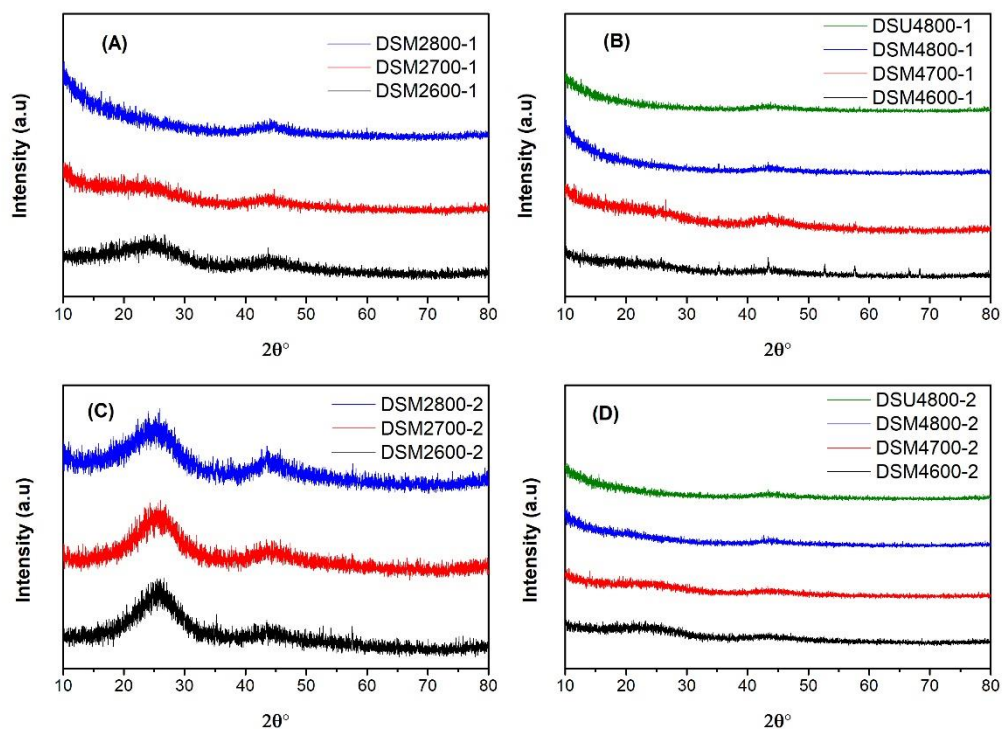 (A)
DSM2800-1
DSM2700-1
DSM2600-1
Intensity (a.u)
10 20 30 40 50 60 70 80
2θ°
(B)
DSU4800-1
DSM4800-1
DSM4700-1
DSM4600-1
Intensity (a.u)
10 20 30 40 50 60 70 80
2θ°
(C)
DSM2800-2
DSM2700-2
DSM2600-2
Intensity (a.u)
10 20 30 40 50 60 70 80
2θ°
(D)
DSU4800-2
DSM4800-2
DSM4700-2
DSM4600-2
Intensity (a.u)
10 20 30 40 50 60 70 80
2θ°